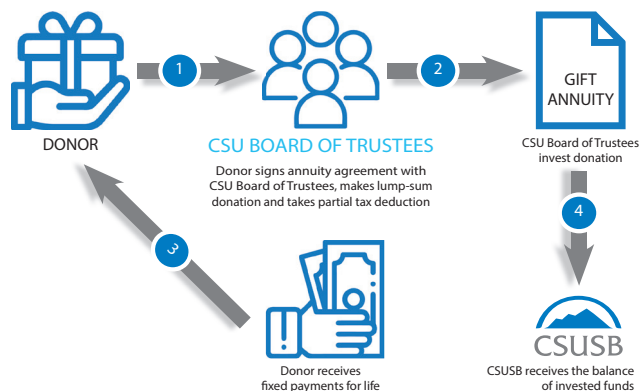 1
2
GIFT
ANNUITY
DONOR
CSU BOARD OF TRUSTEES
Donor signs annuity agreement with
CSU Board of Trustees, makes lump-sum
donation and takes partial tax deduction
CSU Board of Trustees
invest donation
3
4
Donor receives
fixed payments for life
CSUSB
CSUSB receives the balance
of invested funds